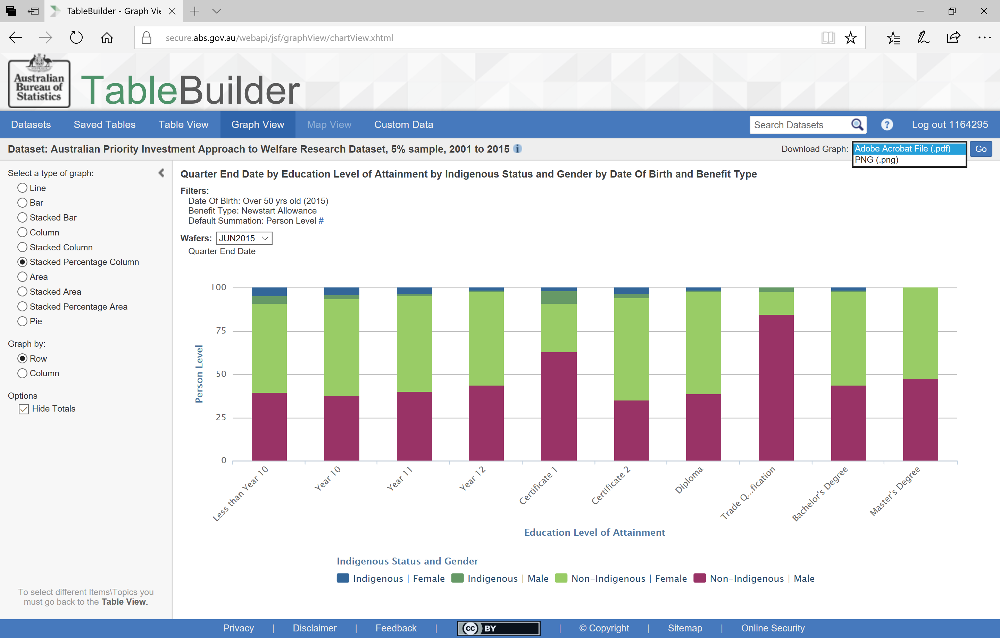 TableBuilder - Graph Vie
secure.abs.gov.au/webapi/jsf/graphView/chartView.xhtml
Australian
Bureau of
Statistics
TableBuilder
Datasets Saved Tables Table View Graph View Map View Custom Data Search Datasets ? Log out 1164295
Dataset: Australian Priority Investment Approach to Welfare Research Dataset, 5% sample, 2001 to 2015 i Download Graph: Adobe Acrobat File (.pdf) Go
PNG (.png)
Select a type of graph:
Line
Bar
Stacked Bar
Column
Stacked Column
Stacked Percentage Column
Area
Stacked Area
Stacked Percentage Area
Pie
Graph by:
Row
Column
Options
Hide Totals
To select different Items\Topics you
must go back to the Table View.
Quarter End Date by Education Level of Attainment by Indigenous Status and Gender by Date Of Birth and Benefit Type
Filters:
Date Of Birth: Over 50 yrs old (2015)
Benefit Type: Newstart Allowance
Default Summation: Person Level #
Wafers: JUN2015
Quarter End Date
Person Level
100
75
50
25
0
Less than Year 10
Year 10
Year 11
Year 12
Certificate 1
Certificate 2
Diploma
Trade Q...fication
Bachelor's Degree
Master's Degree
Education Level of Attainment
Indigenous Status and Gender
Indigenous | Female Indigenous | Male Non-Indigenous | Female Non-Indigenous | Male
Privacy | Disclaimer | Feedback | cc BY | © Copyright | Sitemap | Online Security